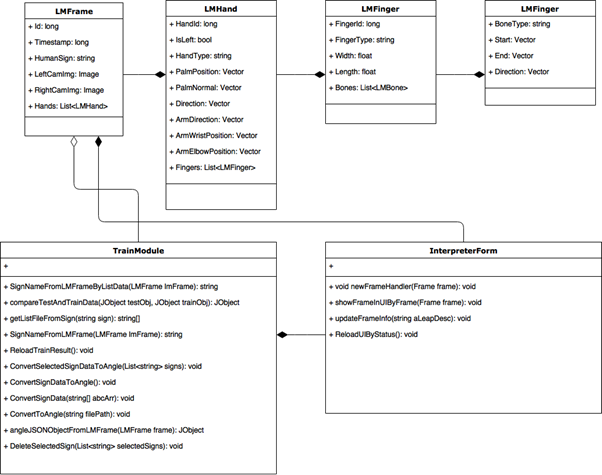 LMFrame
+ Id: long
+ Timestamp: long
+ HumanSign: string
+ LeftCamImg: Image
+ RightCamImg: Image
+ Hands: List<LMHand>
LMHand
+ HandId: long
+ IsLeft: bool
+ HandType: string
+ PalmPosition: Vector
+ PalmNormal: Vector
+ Direction: Vector
+ ArmDirection: Vector
+ ArmWristPosition: Vector
+ ArmElbowPosition: Vector
+ Fingers: List<LMFinger>
LMFinger
+ FingerId: long
+ FingerType: string
+ Width: float
+ Length: float
+ Bones: List<LMBone>
LMFinger
+ BoneType: string
+ Start: Vector
+ End: Vector
+ Direction: Vector
TrainModule
+
+ SignNameFromLMFrameByListData(LMFrame lmFrame): string
+ compareTestAndTrainData(JObject testObj, JObject trainObj): JObject
+ getListFileFromSign(string sign): string[]
+ SignNameFromLMFrame(LMFrame lmFrame): string
+ ReloadTrainResult(): void
+ ConvertSelectedSignDataToAngle(List<string> signs): void
+ ConvertSignDataToAngle(): void
+ ConvertSignData(string[] abcArr): void
+ ConvertToAngle(string filePath): void
+ angleJSONObjectFromLMFrame(LMFrame frame): JObject
+ DeleteSelectedSign(List<string> selectedSigns): void
InterpreterForm
+
+ void newFrameHandler(Frame frame): void
+ showFrameInUIByFrame(Frame frame): void
+ updateFrameInfo(string aLeapDesc): void
+ ReloadUIByStatus(): void